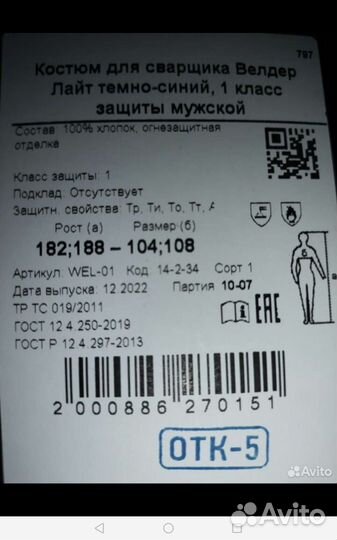 797
Костюм для сварщика Велдер
Лайт темно-синий, 1 класс
защиты мужской
Состав: 100% хлопок, огнезащитная
отделка
Класс защиты: 1
Подклад: Отсутствует
Защитн. свойства: Тр, Ти, То, Тт, А
Рост (а) Размер (б)
182;188 – 104;108
Артикул: WEL-01 Код: 14-2-34 Сорт 1
Дата выпуска: 12.2022 Партия 10-07
ТР ТС 019/2011
ГОСТ 12.4.250-2019
ГОСТ Р 12.4.297-2013
EAC
2 000886 270151
ОТК-5
Avito
Avito